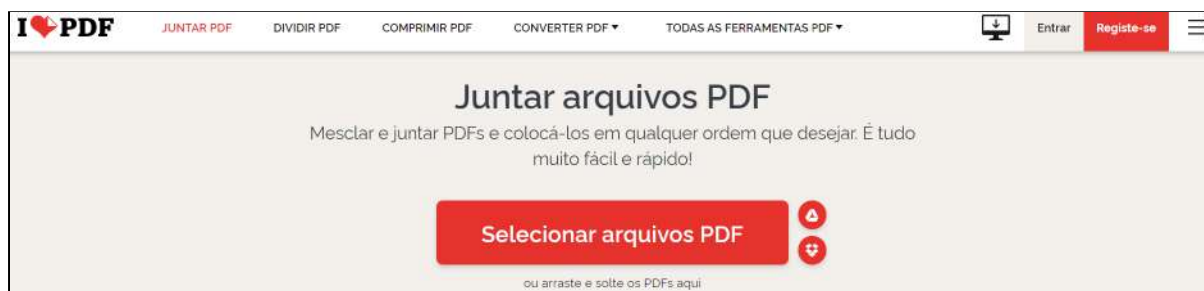 I PDF
JUNTAR PDF
DIVIDIR PDF
COMPRIMIR PDF
CONVERTER PDF
TODAS AS FERRAMENTAS PDF
Entrar
Registe-se
Juntar arquivos PDF
Mesclar e juntar PDFs e colocá-los em qualquer ordem que desejar. É tudo
muito fácil e rápido!
Selecionar arquivos PDF
ou arraste e solte os PDFs aqui